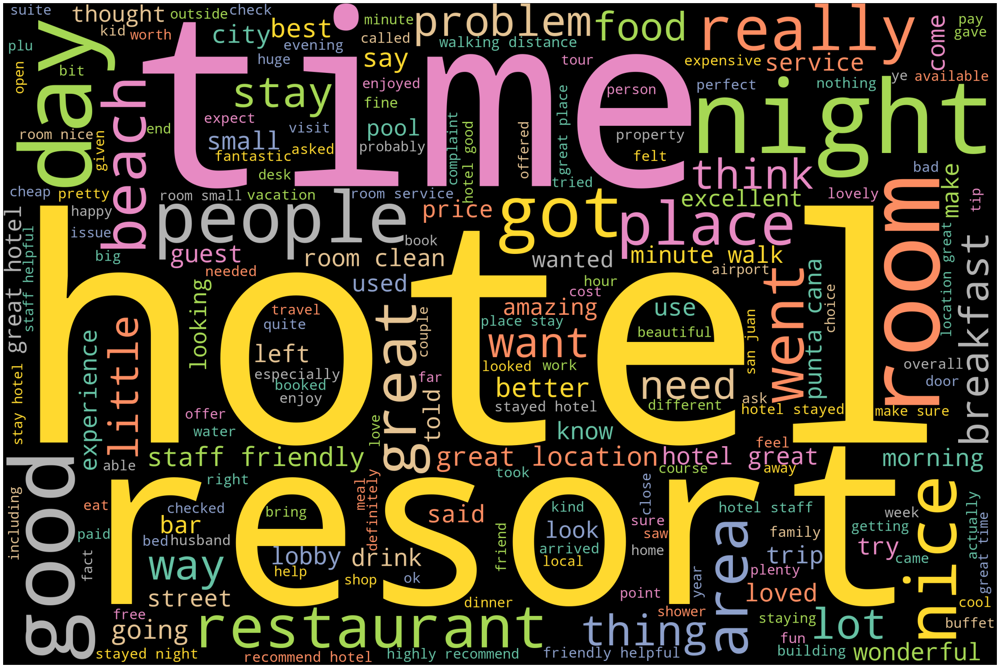 suite
thought
outside
check
kid
worth
city
best
minute
called
problem
food
really
come
pay
gave
plu
day
time
evening
huge
say
walking distance
tour
expensive
service
open
bit
beach
stay
enjoyed
fine
great place
person
perfect
nothing
ye
available
night
room nice
given
end
expect
small
visit
fantastic
asked
desk
pool
probably
complaint
hotel good
offered
tried
property
felt
think
bad
make
cheap
pretty
room small
vacation
room service
price
got
excellent
lovely
room
tip
great hotel
staff helpful
happy
issue
big
people
guest
needed
book
room clean
used
wanted
place
minute walk
airport
went
punta cana
location great
breakfast
hotel
hour
cost
looking
travel
quite
left
especially
booked
enjoy
great
couple
far
told
amazing
place stay
want
looked
work
better
stayed hotel
use
beautiful
need
different
san juan
choice
ask
hotel stayed
overall
door
make sure
stay hotel
experience
little
offer
water
love
know
feel
able
staff friendly
great location
hotel great
morning
good
right
took
course
away
nice
resort
including
eat
paid
fact
checked
bar
bed
husband
bring
meal
definitely
said
kind
look
arrived
local
close
sure
saw
home
area
hotel staff
family
trip
plenty
week
getting
try
came
actually
great time
way
lobby
help
drink
shop
ok
friend
year
street
dinner
point
loved
cool
free
going
restaurant
thing
shower
staying
lot
buffet
fun
stayed night
recommend hotel
highly recommend
friendly helpful
building
wonderful